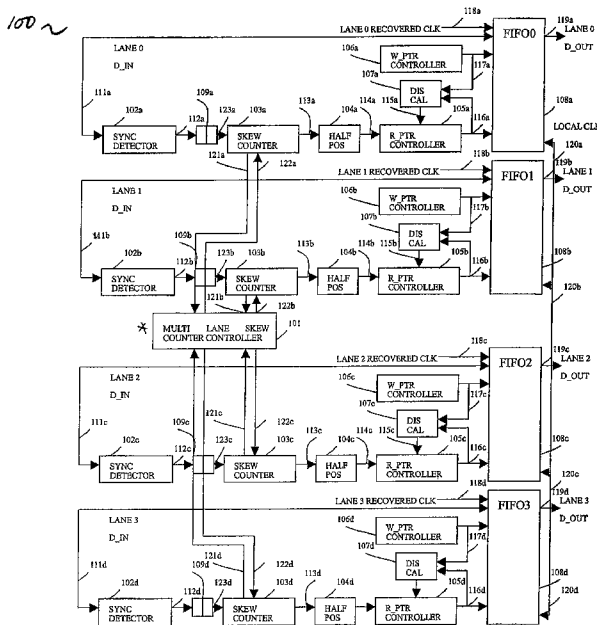 100
118a
119a
LANE 0 RECOVERED CLK
LANE 0
LANE 0
106a
FIFO0
D_OUT
D_IN
W_PTR
CONTROLLER
107a
117a
109a
DIS
CAL
111a
102a
112a
123a
103a
113a
104a
114a
115a
105a
116a
108a
SYNC
DETECTOR
SKEW
COUNTER
HALF
POS
R_PTR
CONTROLLER
LOCAL CLK
120a
121a
122a
118b
119b
LANE 1 RECOVERED CLK
LANE 1
LANE 1
106b
FIFO1
D_OUT
D_IN
W_PTR
CONTROLLER
107b
117b
109b
DIS
CAL
111b
102b
112b
123b
103b
113b
104b
114b
115b
105b
116b
108b
SYNC
DETECTOR
SKEW
COUNTER
HALF
POS
R_PTR
CONTROLLER
120b
121b
122b
*
MULTI LANE SKEW
COUNTER CONTROLLER
101
118c
119c
LANE 2 RECOVERED CLK
LANE 2
LANE 2
106c
FIFO2
D_OUT
D_IN
W_PTR
CONTROLLER
107c
117c
109c
121c
122c
DIS
CAL
111c
102c
112c
123c
103c
113c
104c
114c
115c
105c
116c
108c
SYNC
DETECTOR
SKEW
COUNTER
HALF
POS
R_PTR
CONTROLLER
120c
118d
119d
LANE 3 RECOVERED CLK
LANE 3
LANE 3
106d
FIFO3
D_OUT
D_IN
W_PTR
CONTROLLER
107d
117d
109d
121d
122d
DIS
CAL
111d
102d
112d
123d
103d
113d
104d
115d
105d
116d
108d
SYNC
DETECTOR
SKEW
COUNTER
HALF
POS
R_PTR
CONTROLLER
120d